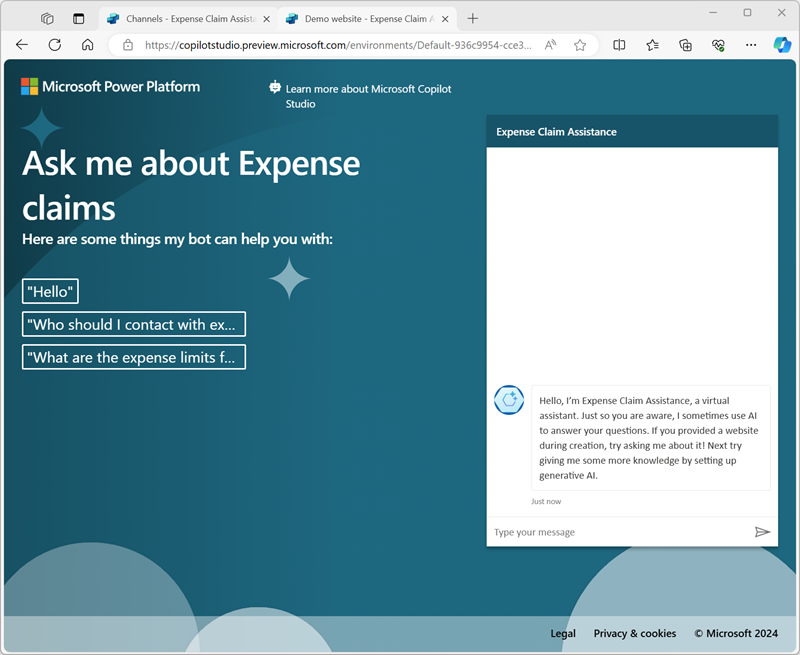 Channels - Expense Claim Assista
Demo website - Expense Claim A
https://copilotstudio.preview.microsoft.com/environments/Default-936c9954-cce3...
Microsoft Power Platform
Learn more about Microsoft Copilot
Studio
Ask me about Expense
claims
Here are some things my bot can help you with:
"Hello"
"Who should I contact with ex...
"What are the expense limits f...
Expense Claim Assistance
Hello, I'm Expense Claim Assistance, a virtual
assistant. Just so you are aware, I sometimes use AI
to answer your questions. If you provided a website
during creation, try asking me about it! Next try
giving me some more knowledge by setting up
generative AI.
Just now
Type your message
Legal Privacy & cookies © Microsoft 2024